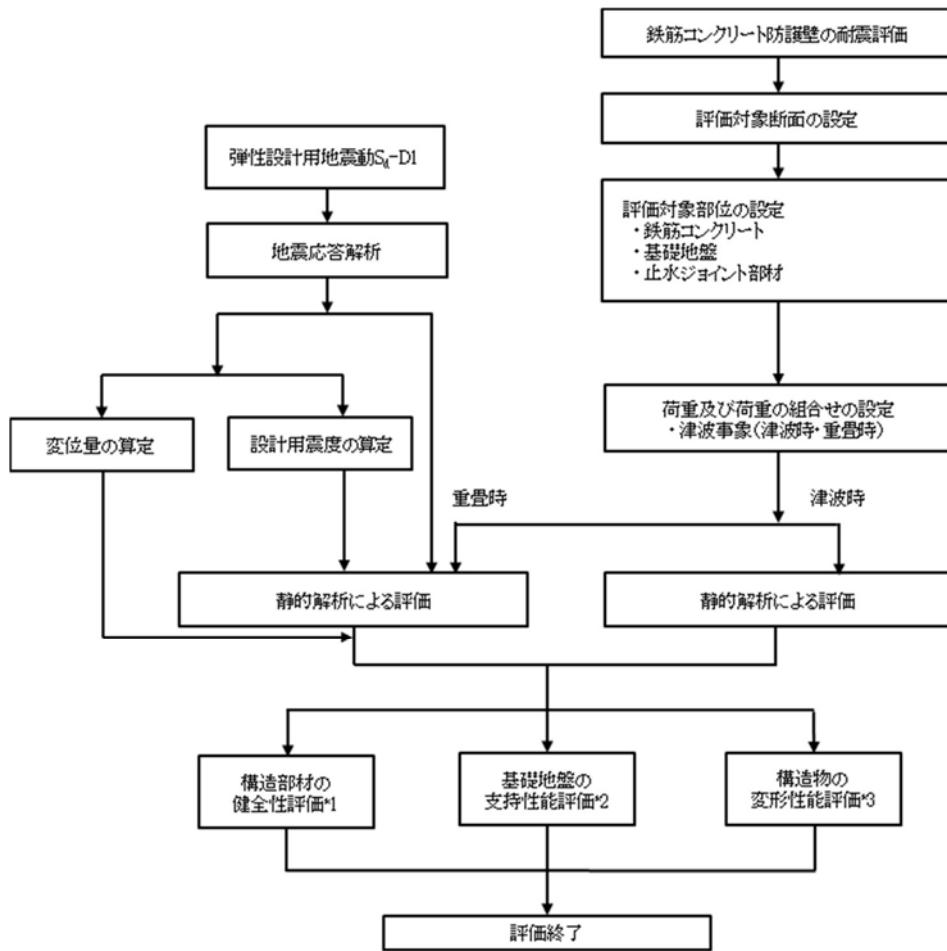 鉄筋コンクリート防護壁の耐震評価
評価対象断面の設定
弾性設計用地震動Sd-D1
評価対象部位の設定
・鉄筋コンクリート
・基礎地盤
・止水ジョイント部材
地震応答解析
荷重及び荷重の組合せの設定
・津波事象(津波時・重畳時)
変位量の算定
設計用震度の算定
重畳時
津波時
静的解析による評価
静的解析による評価
構造部材の
健全性評価*1
基礎地盤の
支持性能評価*2
構造物の
変形性能評価*3
評価終了